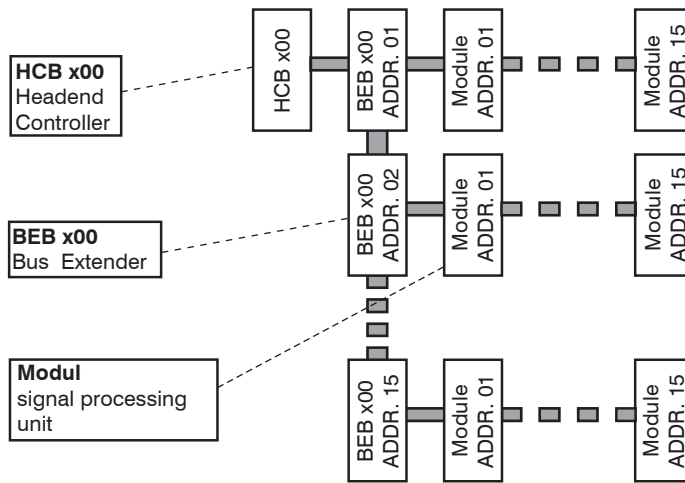 HCB x00
Headend
Controller
HCB x00
BEB x00
ADDR. 01
Module
ADDR. 01
Module
ADDR. 15
BEB x00
Bus Extender
BEB x00
ADDR. 02
Module
ADDR. 01
Module
ADDR. 15
Modul
signal processing
unit
BEB x00
ADDR. 15
Module
ADDR. 01
Module
ADDR. 15